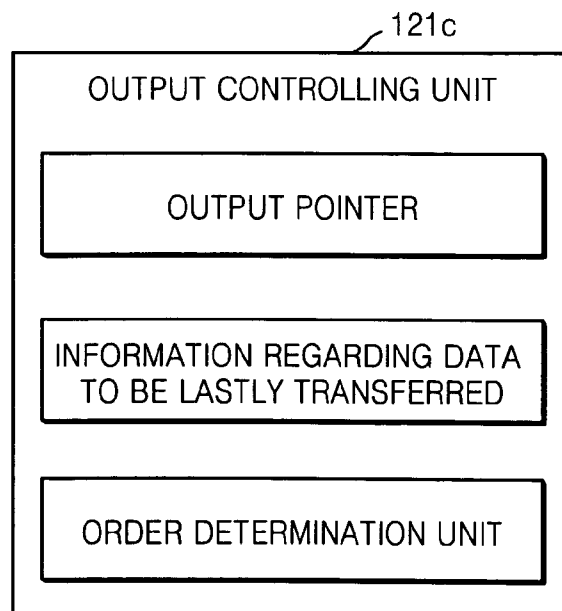 121c
OUTPUT CONTROLLING UNIT
OUTPUT POINTER
INFORMATION REGARDING DATA
TO BE LASTLY TRANSFERRED
ORDER DETERMINATION UNIT